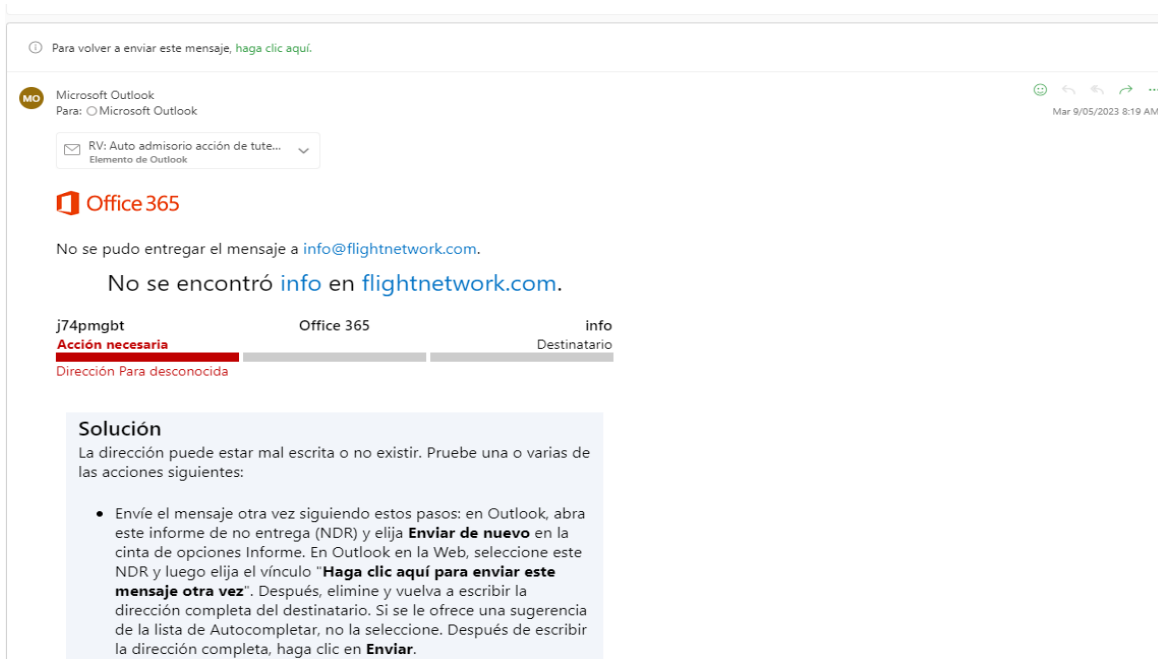 Para volver a enviar este mensaje, haga clic aquí.
MO
Microsoft Outlook
Para: Microsoft Outlook
Mar 9/05/2023 8:19 AM
RV: Auto admisorio acción de tute...
Elemento de Outlook
Office 365
No se pudo entregar el mensaje a info@flightnetwork.com.
No se encontró info en flightnetwork.com.
j74pmgbt Office 365 info
Acción necesaria Destinatario
Dirección Para desconocida
Solución
La dirección puede estar mal escrita o no existir. Pruebe una o varias de
las acciones siguientes:
• Envíe el mensaje otra vez siguiendo estos pasos: en Outlook, abra
este informe de no entrega (NDR) y elija Enviar de nuevo en la
cinta de opciones Informe. En Outlook en la Web, seleccione este
NDR y luego elija el vínculo "Haga clic aquí para enviar este
mensaje otra vez". Después, elimine y vuelva a escribir la
dirección completa del destinatario. Si se le ofrece una sugerencia
de la lista de Autocompletar, no la seleccione. Después de escribir
la dirección completa, haga clic en Enviar.